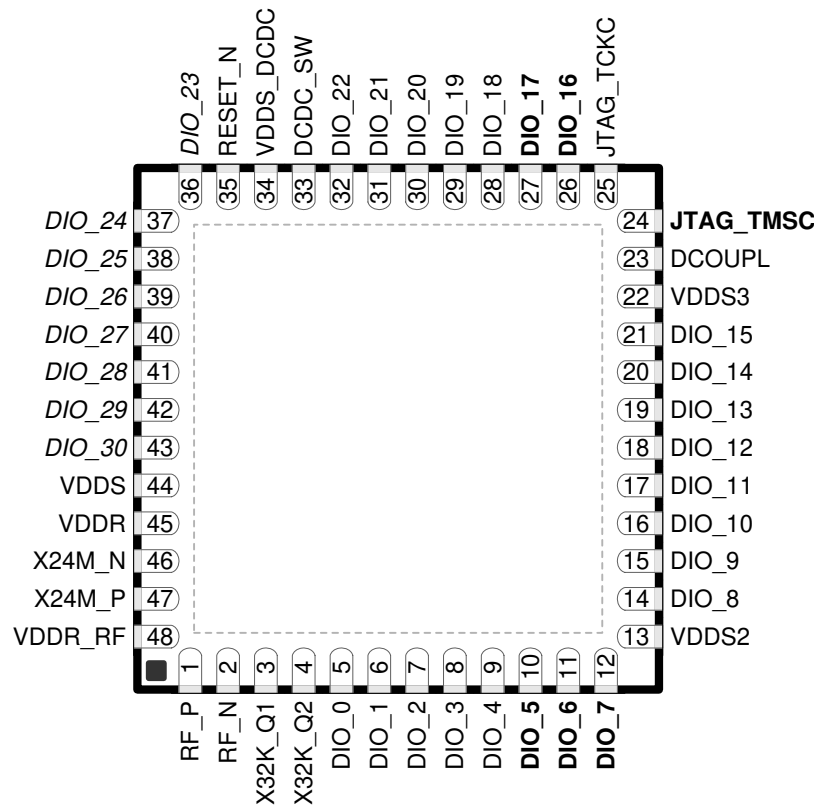 DIO_23
RESET_N
VDDS_DCDC
DCDC_SW
DIO_22
DIO_21
DIO_20
DIO_19
DIO_18
DIO_17
DIO_16
JTAG_TCKC
36
35
34
33
32
31
30
29
28
27
26
25
DIO_24 37
DIO_25 38
DIO_26 39
DIO_27 40
DIO_28 41
DIO_29 42
DIO_30 43
VDDS 44
VDDR 45
X24M_N 46
X24M_P 47
VDDR_RF 48
24 JTAG_TMSC
23 DCOUPL
22 VDDS3
21 DIO_15
20 DIO_14
19 DIO_13
18 DIO_12
17 DIO_11
16 DIO_10
15 DIO_9
14 DIO_8
13 VDDS2
1
2
3
4
5
6
7
8
9
10
11
12
RF_P
RF_N
X32K_Q1
X32K_Q2
DIO_0
DIO_1
DIO_2
DIO_3
DIO_4
DIO_5
DIO_6
DIO_7